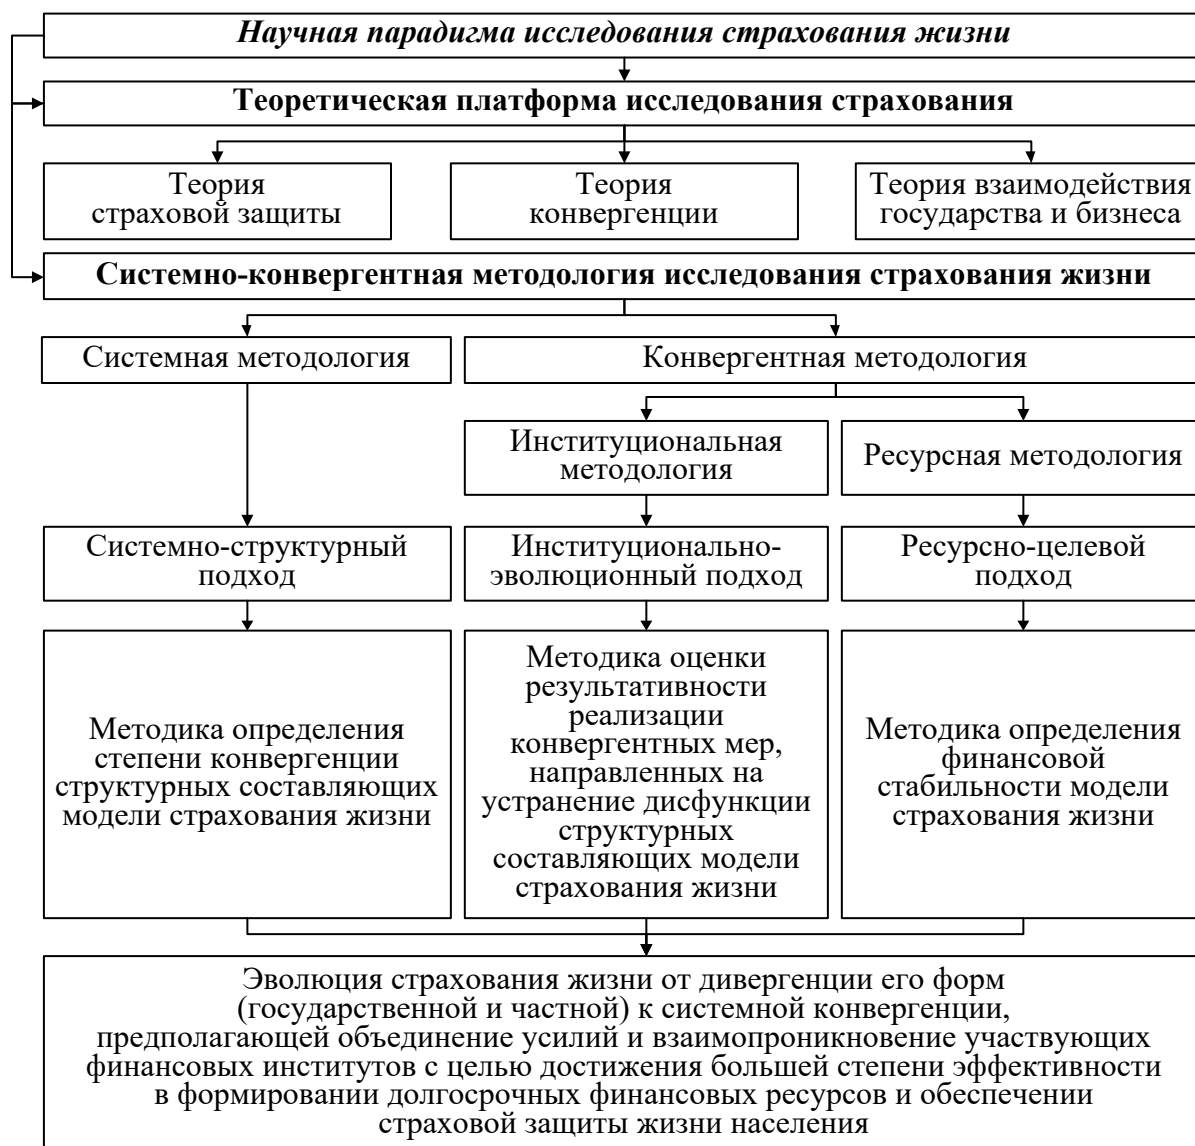 Научная парадигма исследования страхования жизни
Теоретическая платформа исследования страхования
Теория
страховой защиты
Теория
конвергенции
Теория взаимодействия
государства и бизнеса
Системно-конвергентная методология исследования страхования жизни
Системная методология
Конвергентная методология
Институциональная
методология
Ресурсная методология
Системно-структурный
подход
Институционально-
эволюционный подход
Ресурсно-целевой
подход
Методика определения
степени конвергенции
структурных составляющих
модели страхования жизни
Методика оценки
результативности
реализации
конвергентных мер,
направленных на
устранение дисфункции
структурных
составляющих модели
страхования жизни
Методика определения
финансовой
стабильности модели
страхования жизни
Эволюция страхования жизни от дивергенции его форм
(государственной и частной) к системной конвергенции,
предполагающей объединение усилий и взаимопроникновение участвующих
финансовых институтов с целью достижения большей степени эффективности
в формировании долгосрочных финансовых ресурсов и обеспечении
страховой защиты жизни населения